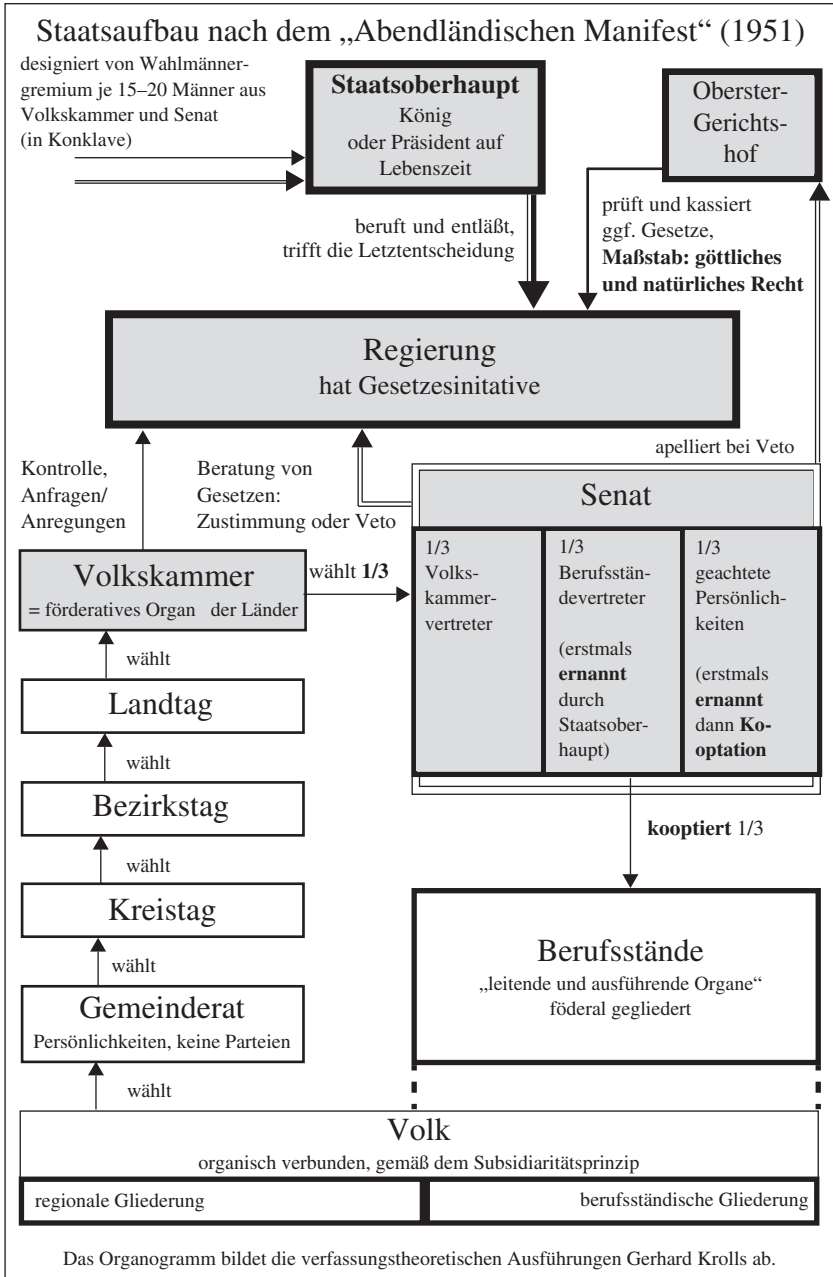 Staatsaufbau nach dem „Abendländischen Manifest“ (1951)
designiert von Wahlmänner-
gremium je 15–20 Männer aus
Volkskammer und Senat
(in Konklave)
Staatsoberhaupt
König
oder Präsident auf
Lebenszeit
Oberster-
Gerichts-
hof
beruft und entläßt,
trifft die Letztentscheidung
prüft und kassiert
ggf. Gesetze,
Maßstab: göttliches
und natürliches Recht
Regierung
hat Gesetzesinitative
Kontrolle,
Anfragen/
Anregungen
Beratung von
Gesetzen:
Zustimmung oder Veto
apelliert bei Veto
Senat
1/3
Volks-
kammer-
vertreter
1/3
Berufsstän-
devertreter
(erstmals
ernannt
durch
Staatsober-
haupt)
1/3
geachtete
Persönlich-
keiten
(erstmals
ernannt
dann Ko-
optation
Volkskammer
= förderatives Organ der Länder
wählt 1/3
wählt
Landtag
wählt
Bezirkstag
wählt
Kreistag
wählt
Gemeinderat
Persönlichkeiten, keine Parteien
wählt
kooptiert 1/3
Berufsstände
„leitende und ausführende Organe“
föderal gegliedert
Volk
organisch verbunden, gemäß dem Subsidiaritätsprinzip
regionale Gliederung
berufsständische Gliederung
Das Organogramm bildet die verfassungstheoretischen Ausführungen Gerhard Krolls ab.